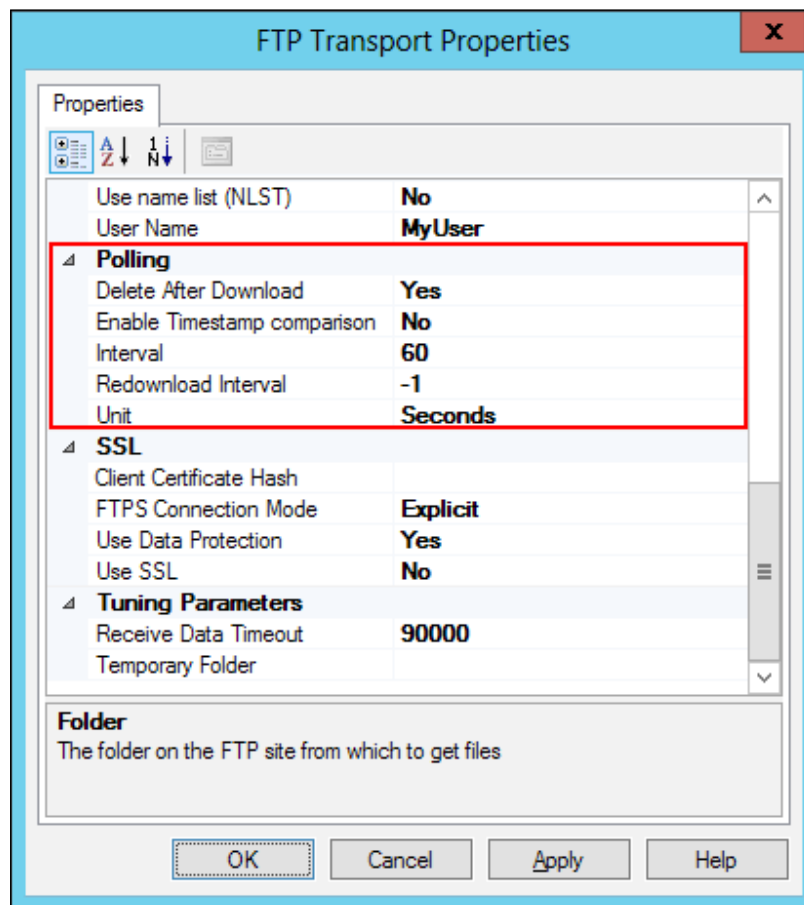 FTP Transport Properties
x
Properties
Use name list (NLST) No
User Name MyUser
Polling
Delete After Download Yes
Enable Timestamp comparison No
Interval 60
Redownload Interval -1
Unit Seconds
SSL
Client Certificate Hash
FTPS Connection Mode Explicit
Use Data Protection Yes
Use SSL No
Tuning Parameters
Receive Data Timeout 90000
Temporary Folder
Folder
The folder on the FTP site from which to get files
OK Cancel Apply Help